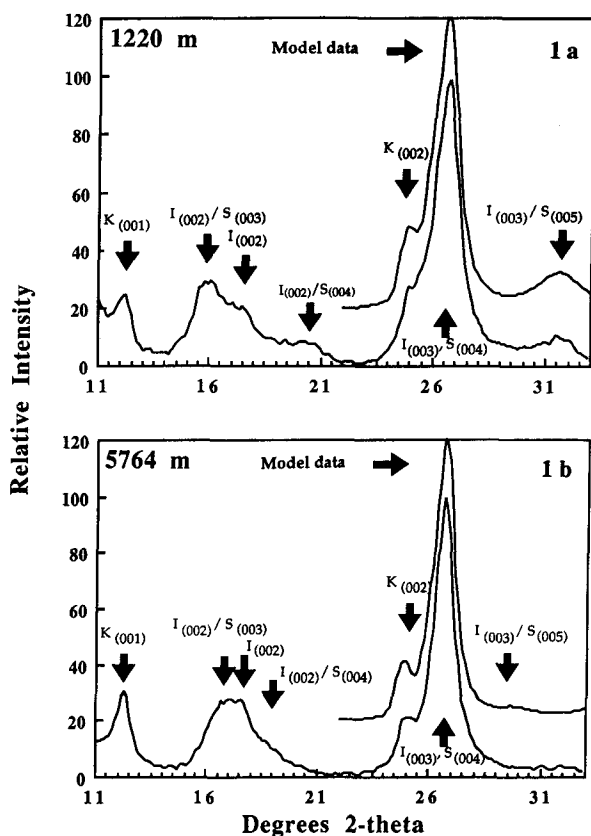 120
1220 m
Model data
1 a
100
80
K (002)
60
I (002) / S (003)
I (003) / S (005)
K (001)
I (002)
40
I (002) / S (004)
20
I (003) , S (004)
0
11 16 21 26 31
Relative Intensity
120
5764 m
Model data
1 b
100
80
K (002)
60
I (002) / S (003)
K (001)
I (002)
I (003) / S (005)
I (002) / S (004)
40
20
I (003) , S (004)
0
11 16 21 26 31
Degrees 2-theta